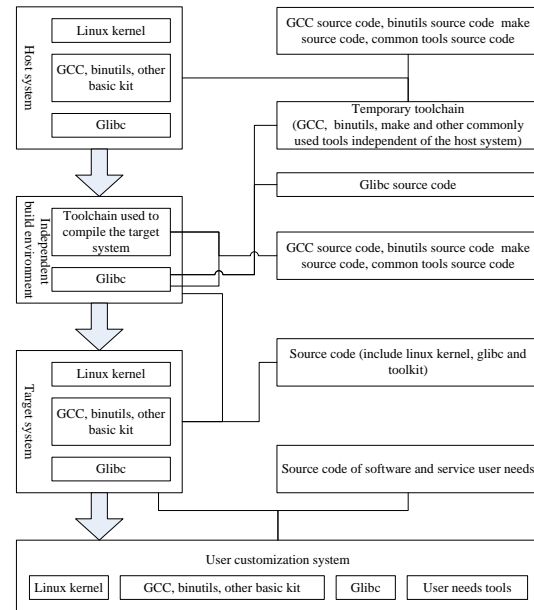 Host system
Linux kernel
GCC, binutils, other
basic kit
Glibc
GCC source code, binutils source code make
source code, common tools source code
Temporary toolchain
(GCC, binutils, make and other commonly
used tools independent of the host system)
Glibc source code
Independent
build environment
Toolchain used to
compile the target
system
Glibc
GCC source code, binutils source code make
source code, common tools source code
Target system
Linux kernel
GCC, binutils, other
basic kit
Glibc
Source code (include linux kernel, glibc and
toolkit)
Source code of software and service user needs
User customization system
Linux kernel
GCC, binutils, other basic kit
Glibc
User needs tools